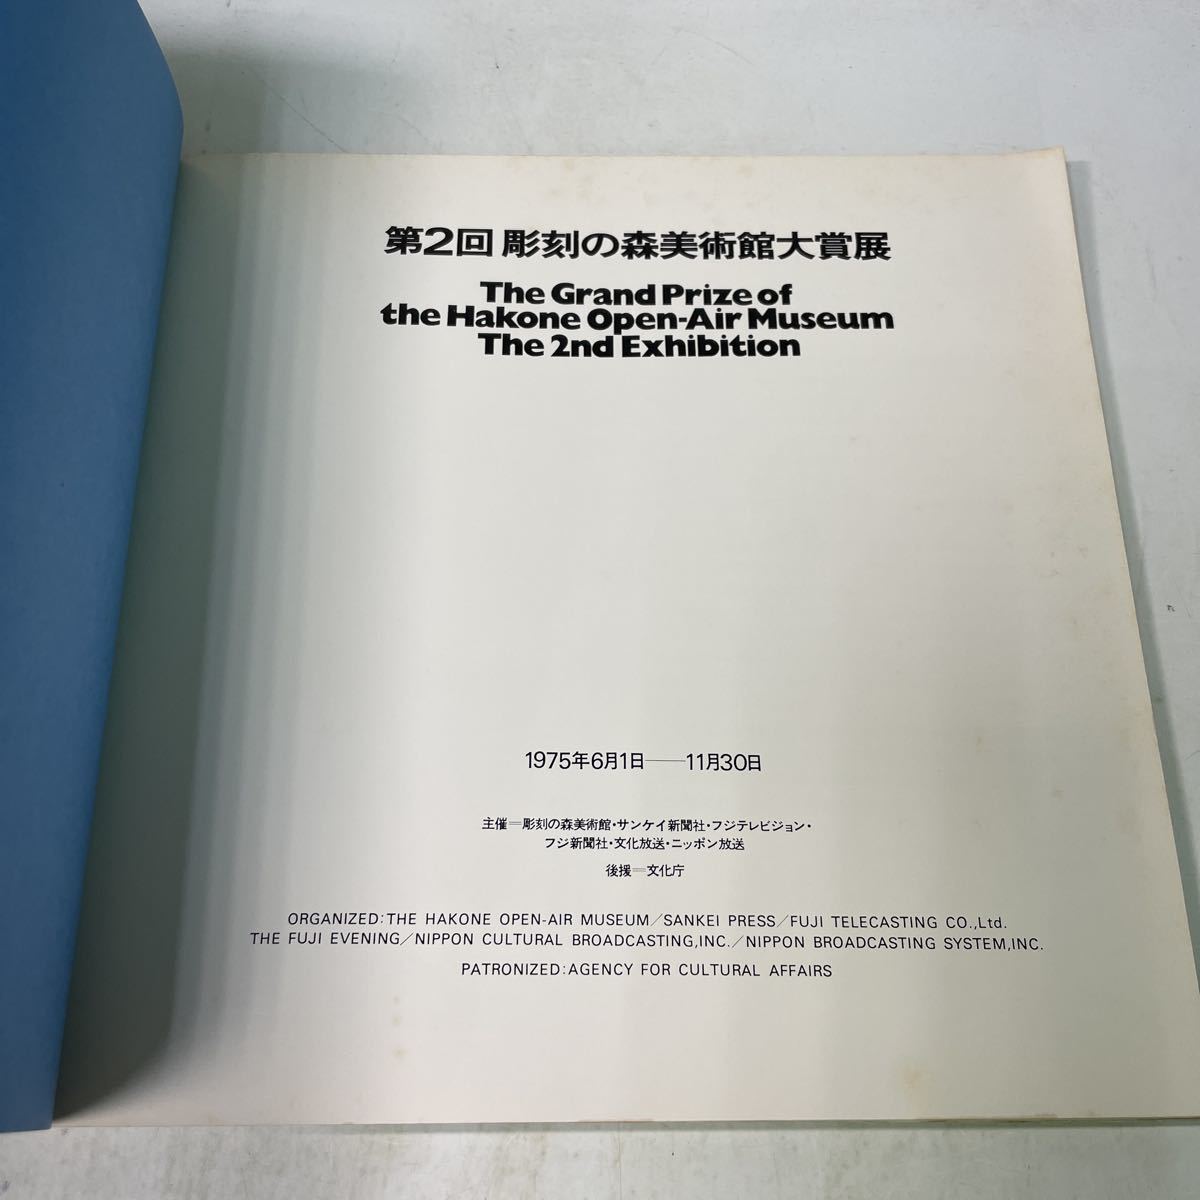 第2回 彫刻の森美術館大賞展
The Grand Prize of
the Hakone Open-Air Museum
The 2nd Exhibition
1975年6月1日——11月30日
主催＝彫刻の森美術館・サンケイ新聞社・フジテレビジョン・
フジ新聞社・文化放送・ニッポン放送
後援＝文化庁
ORGANIZED:THE HAKONE OPEN-AIR MUSEUM/SANKEI PRESS/FUJI TELECASTING CO.,Ltd.
THE FUJI EVENING/NIPPON CULTURAL BROADCASTING,INC./NIPPON BROADCASTING SYSTEM,INC.
PATRONIZED:AGENCY FOR CULTURAL AFFAIRS